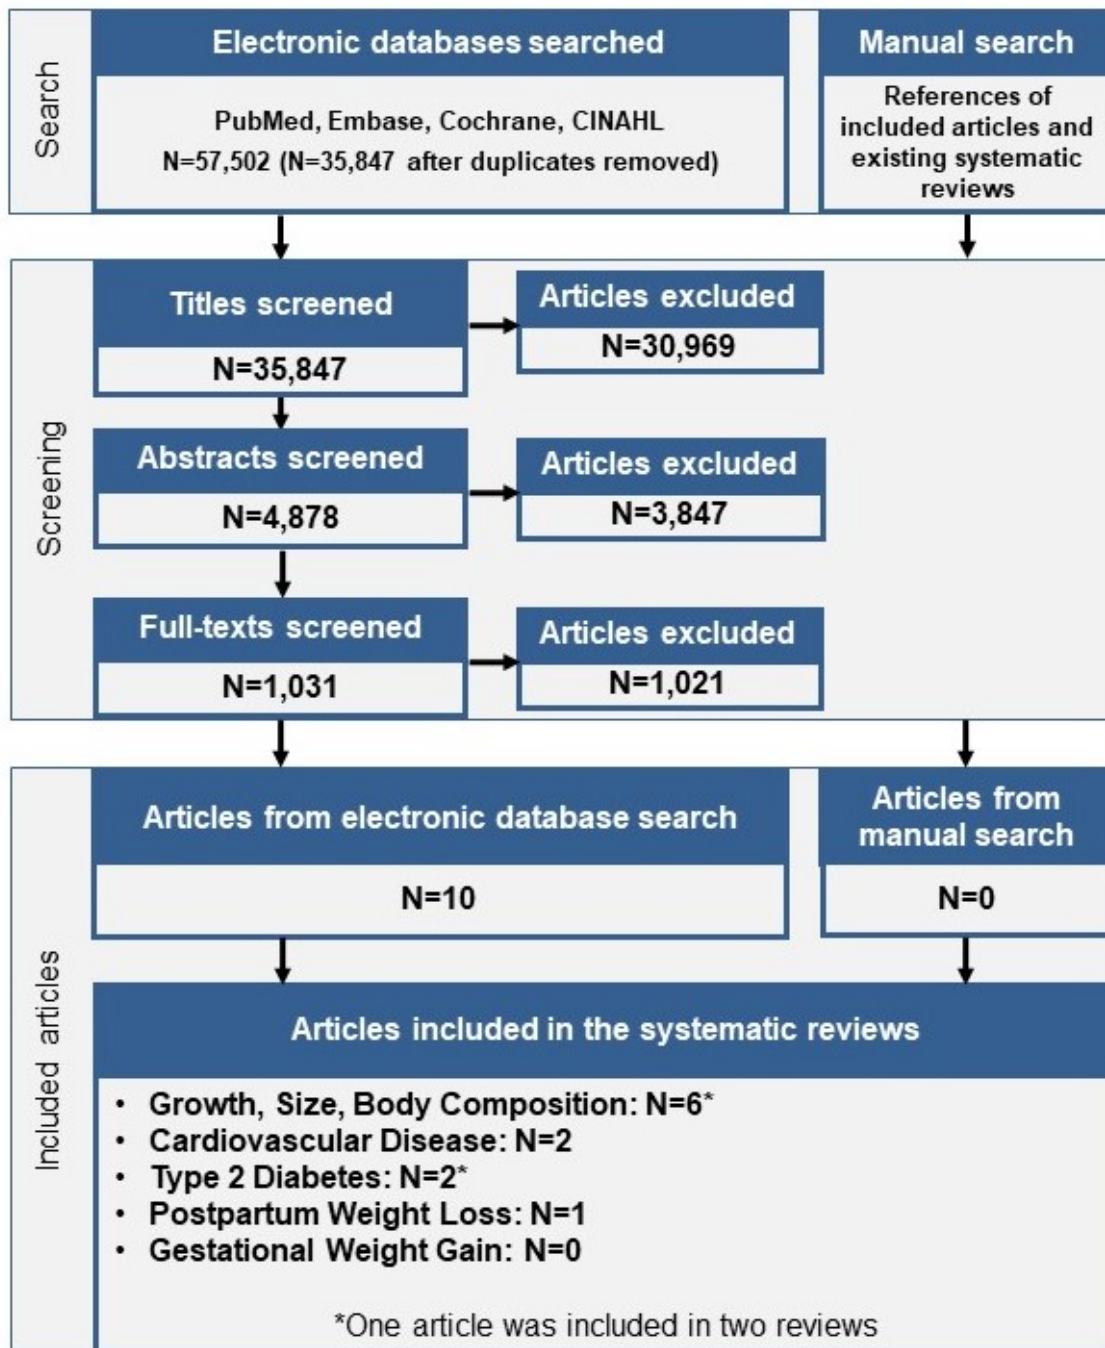 Search
Electronic databases searched
PubMed, Embase, Cochrane, CINAHL
N=57,502 (N=35,847 after duplicates removed)
Manual search
References of
included articles and
existing systematic
reviews
Screening
Titles screened
N=35,847
Articles excluded
N=30,969
Abstracts screened
N=4,878
Articles excluded
N=3,847
Full-texts screened
N=1,031
Articles excluded
N=1,021
Included articles
Articles from electronic database search
N=10
Articles from
manual search
N=0
Articles included in the systematic reviews
• Growth, Size, Body Composition: N=6*
• Cardiovascular Disease: N=2
• Type 2 Diabetes: N=2*
• Postpartum Weight Loss: N=1
• Gestational Weight Gain: N=0
*One article was included in two reviews